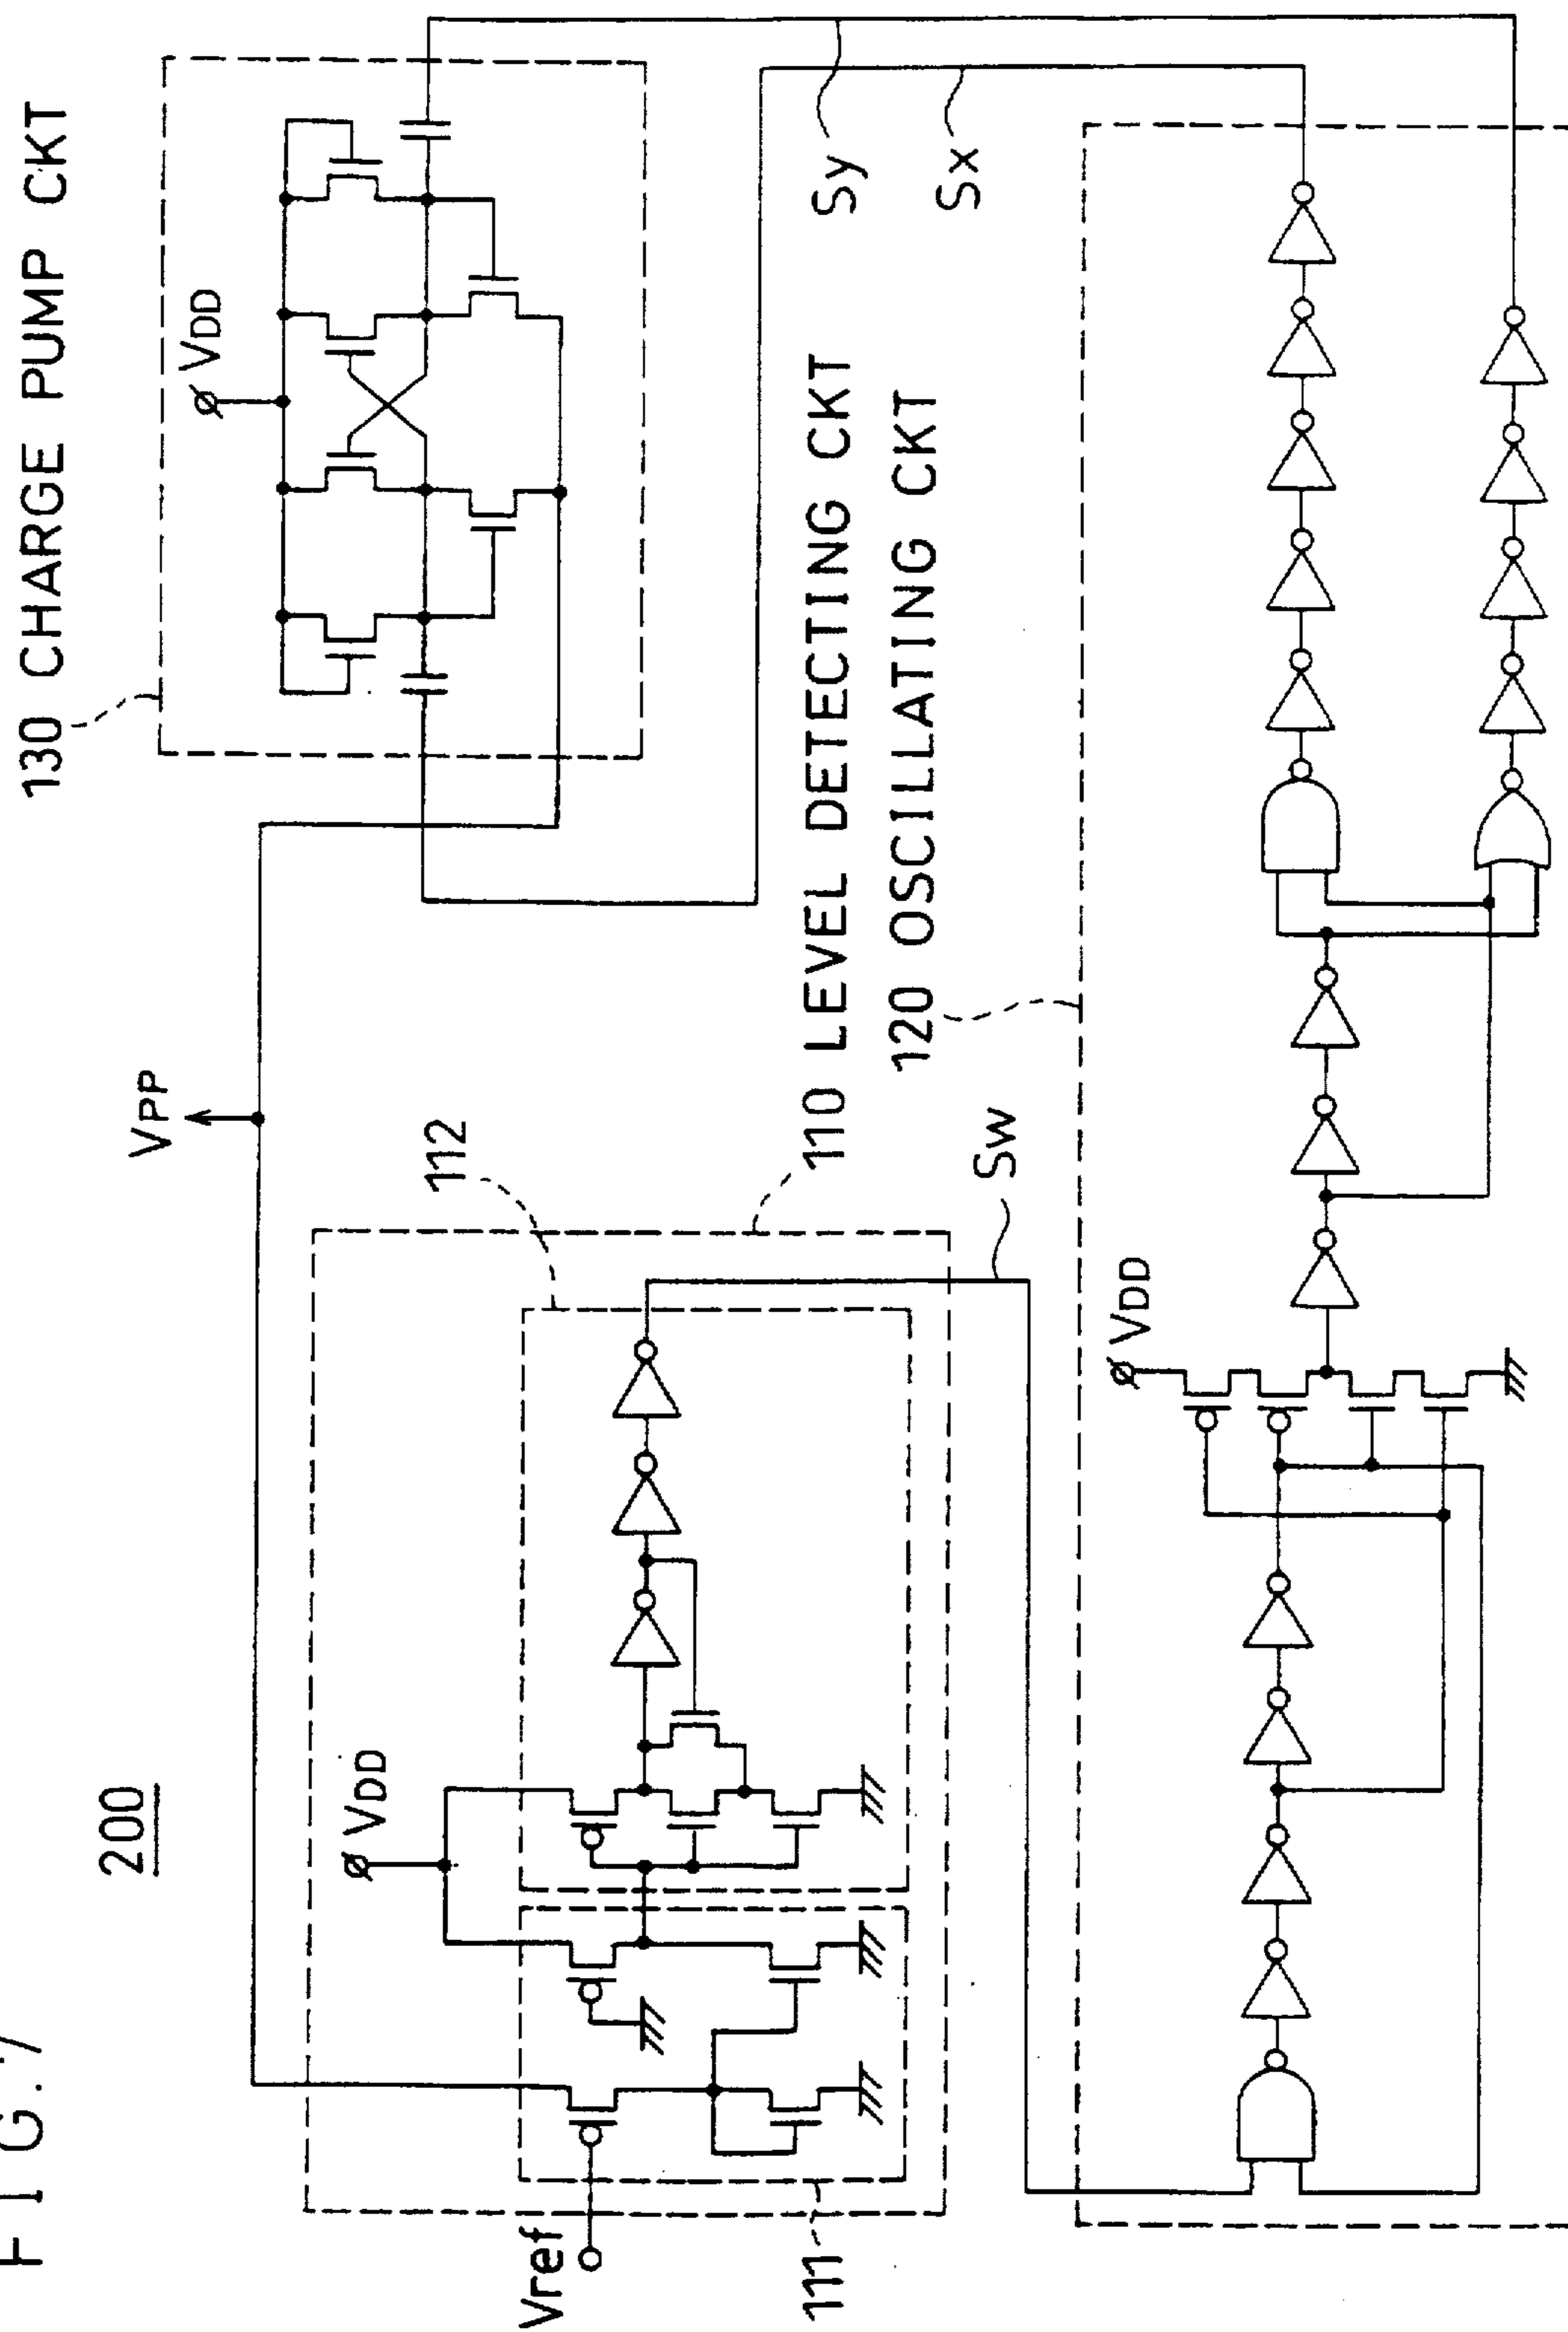 FIG.7
200
VPP
130 CHARGE PUMP CKT
VDD
Sy
Sx
110 LEVEL DETECTING CKT
120 OSCILLATING CKT
112
VDD
Vref
111
Sw
VDD